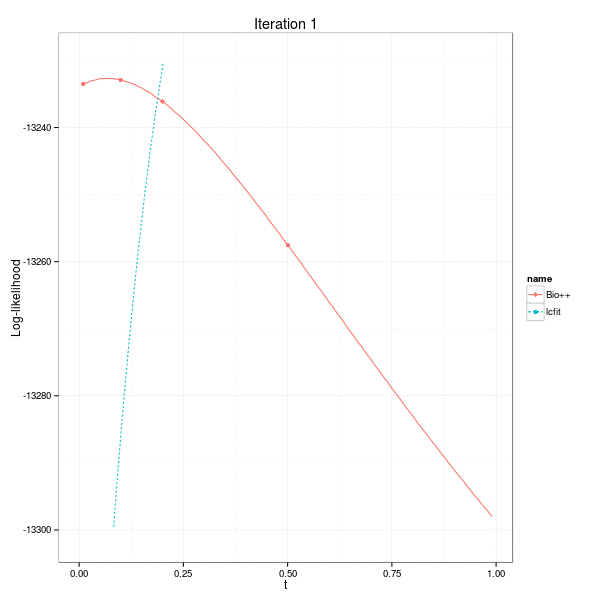 Iteration 1
Log-likelihood
-13240
-13260
-13280
-13300
0.00 0.25 0.50 0.75 1.00
t
name
Bio++
lcfit